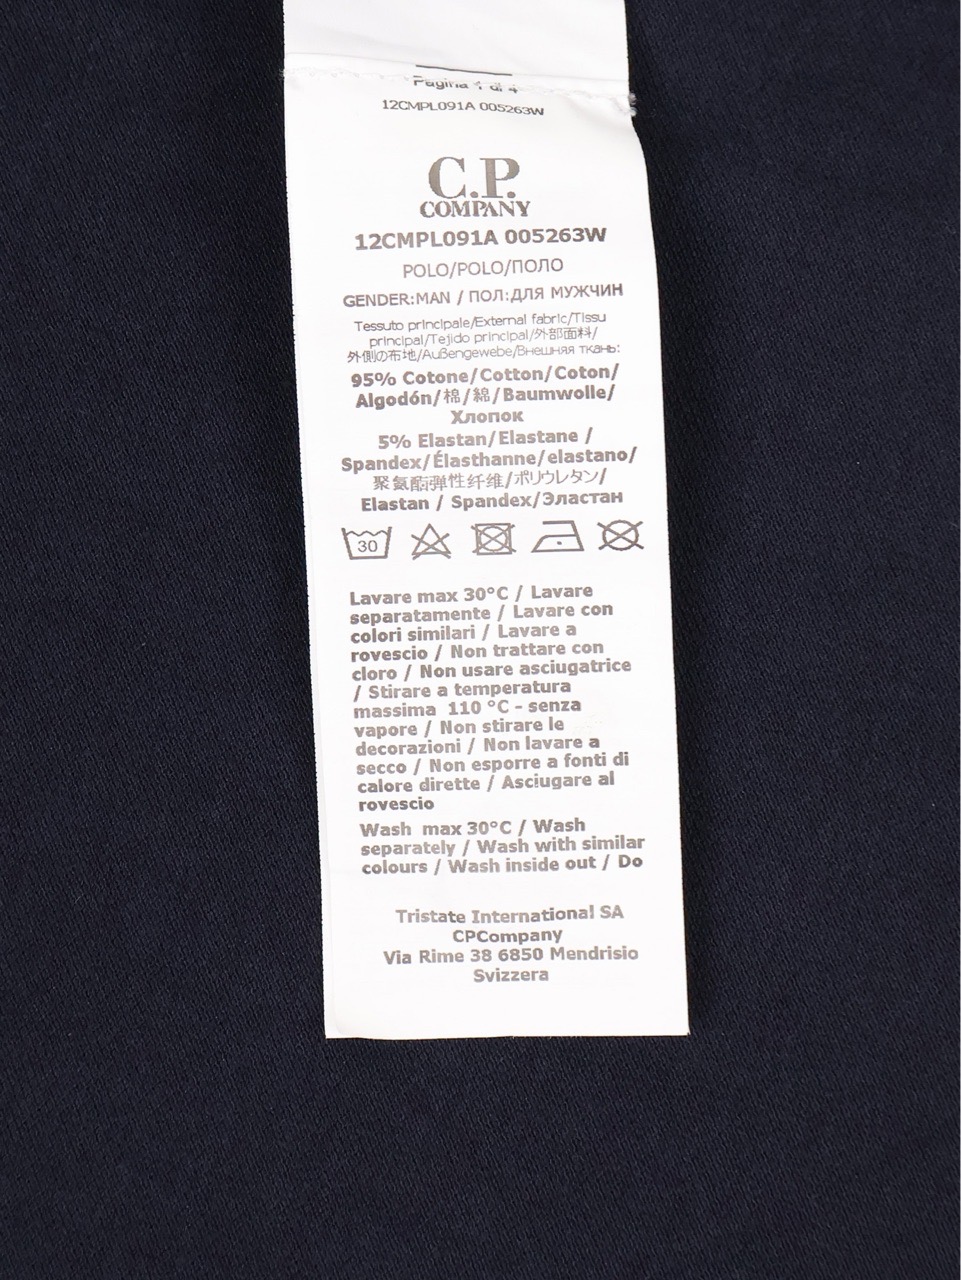 Pagina 1 di 4
12CMPL091A 005263W
C.P.
COMPANY
12CMPL091A 005263W
POLO/POLO/ПОЛО
GENDER:MAN / ПОЛ:ДЛЯ МУЖЧИН
Tessuto principale/External fabric/Tissu
principal/Tejido principal/外部面料/
外側の布地/Außengewebe/Внешняя ткань:
95% Cotone/Cotton/Coton/
Algodón/棉/綿/Baumwolle/
Хлопок
5% Elastan/Elastane /
Spandex/Élasthanne/elastano/
聚氨酯弹性纤维/ポリウレタン/
Elastan / Spandex/Эластан
30
Lavare max 30°C / Lavare
separatamente / Lavare con
colori similari / Lavare a
rovescio / Non trattare con
cloro / Non usare asciugatrice
/ Stirare a temperatura
massima 110 °C - senza
vapore / Non stirare le
decorazioni / Non lavare a
secco / Non esporre a fonti di
calore dirette / Asciugare al
rovescio
Wash max 30°C / Wash
separately / Wash with similar
colours / Wash inside out / Do
Tristate International SA
CPCompany
Via Rime 38 6850 Mendrisio
Svizzera